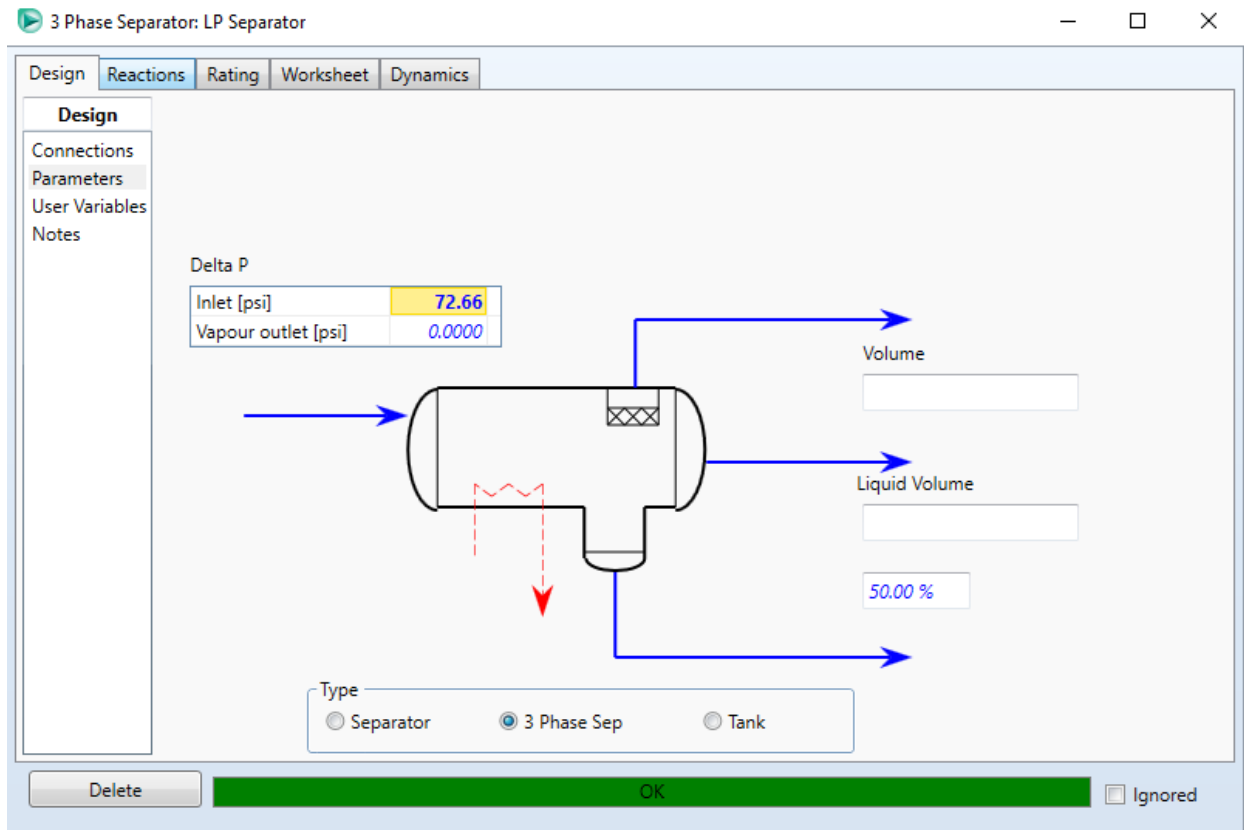 3 Phase Separator: LP Separator
Design Reactions Rating Worksheet Dynamics
Design
Connections
Parameters
User Variables
Notes
Delta P
Inlet [psi] 72.66
Vapour outlet [psi] 0.0000
Volume
Liquid Volume
50.00 %
Type
Separator 3 Phase Sep Tank
Delete OK Ignored